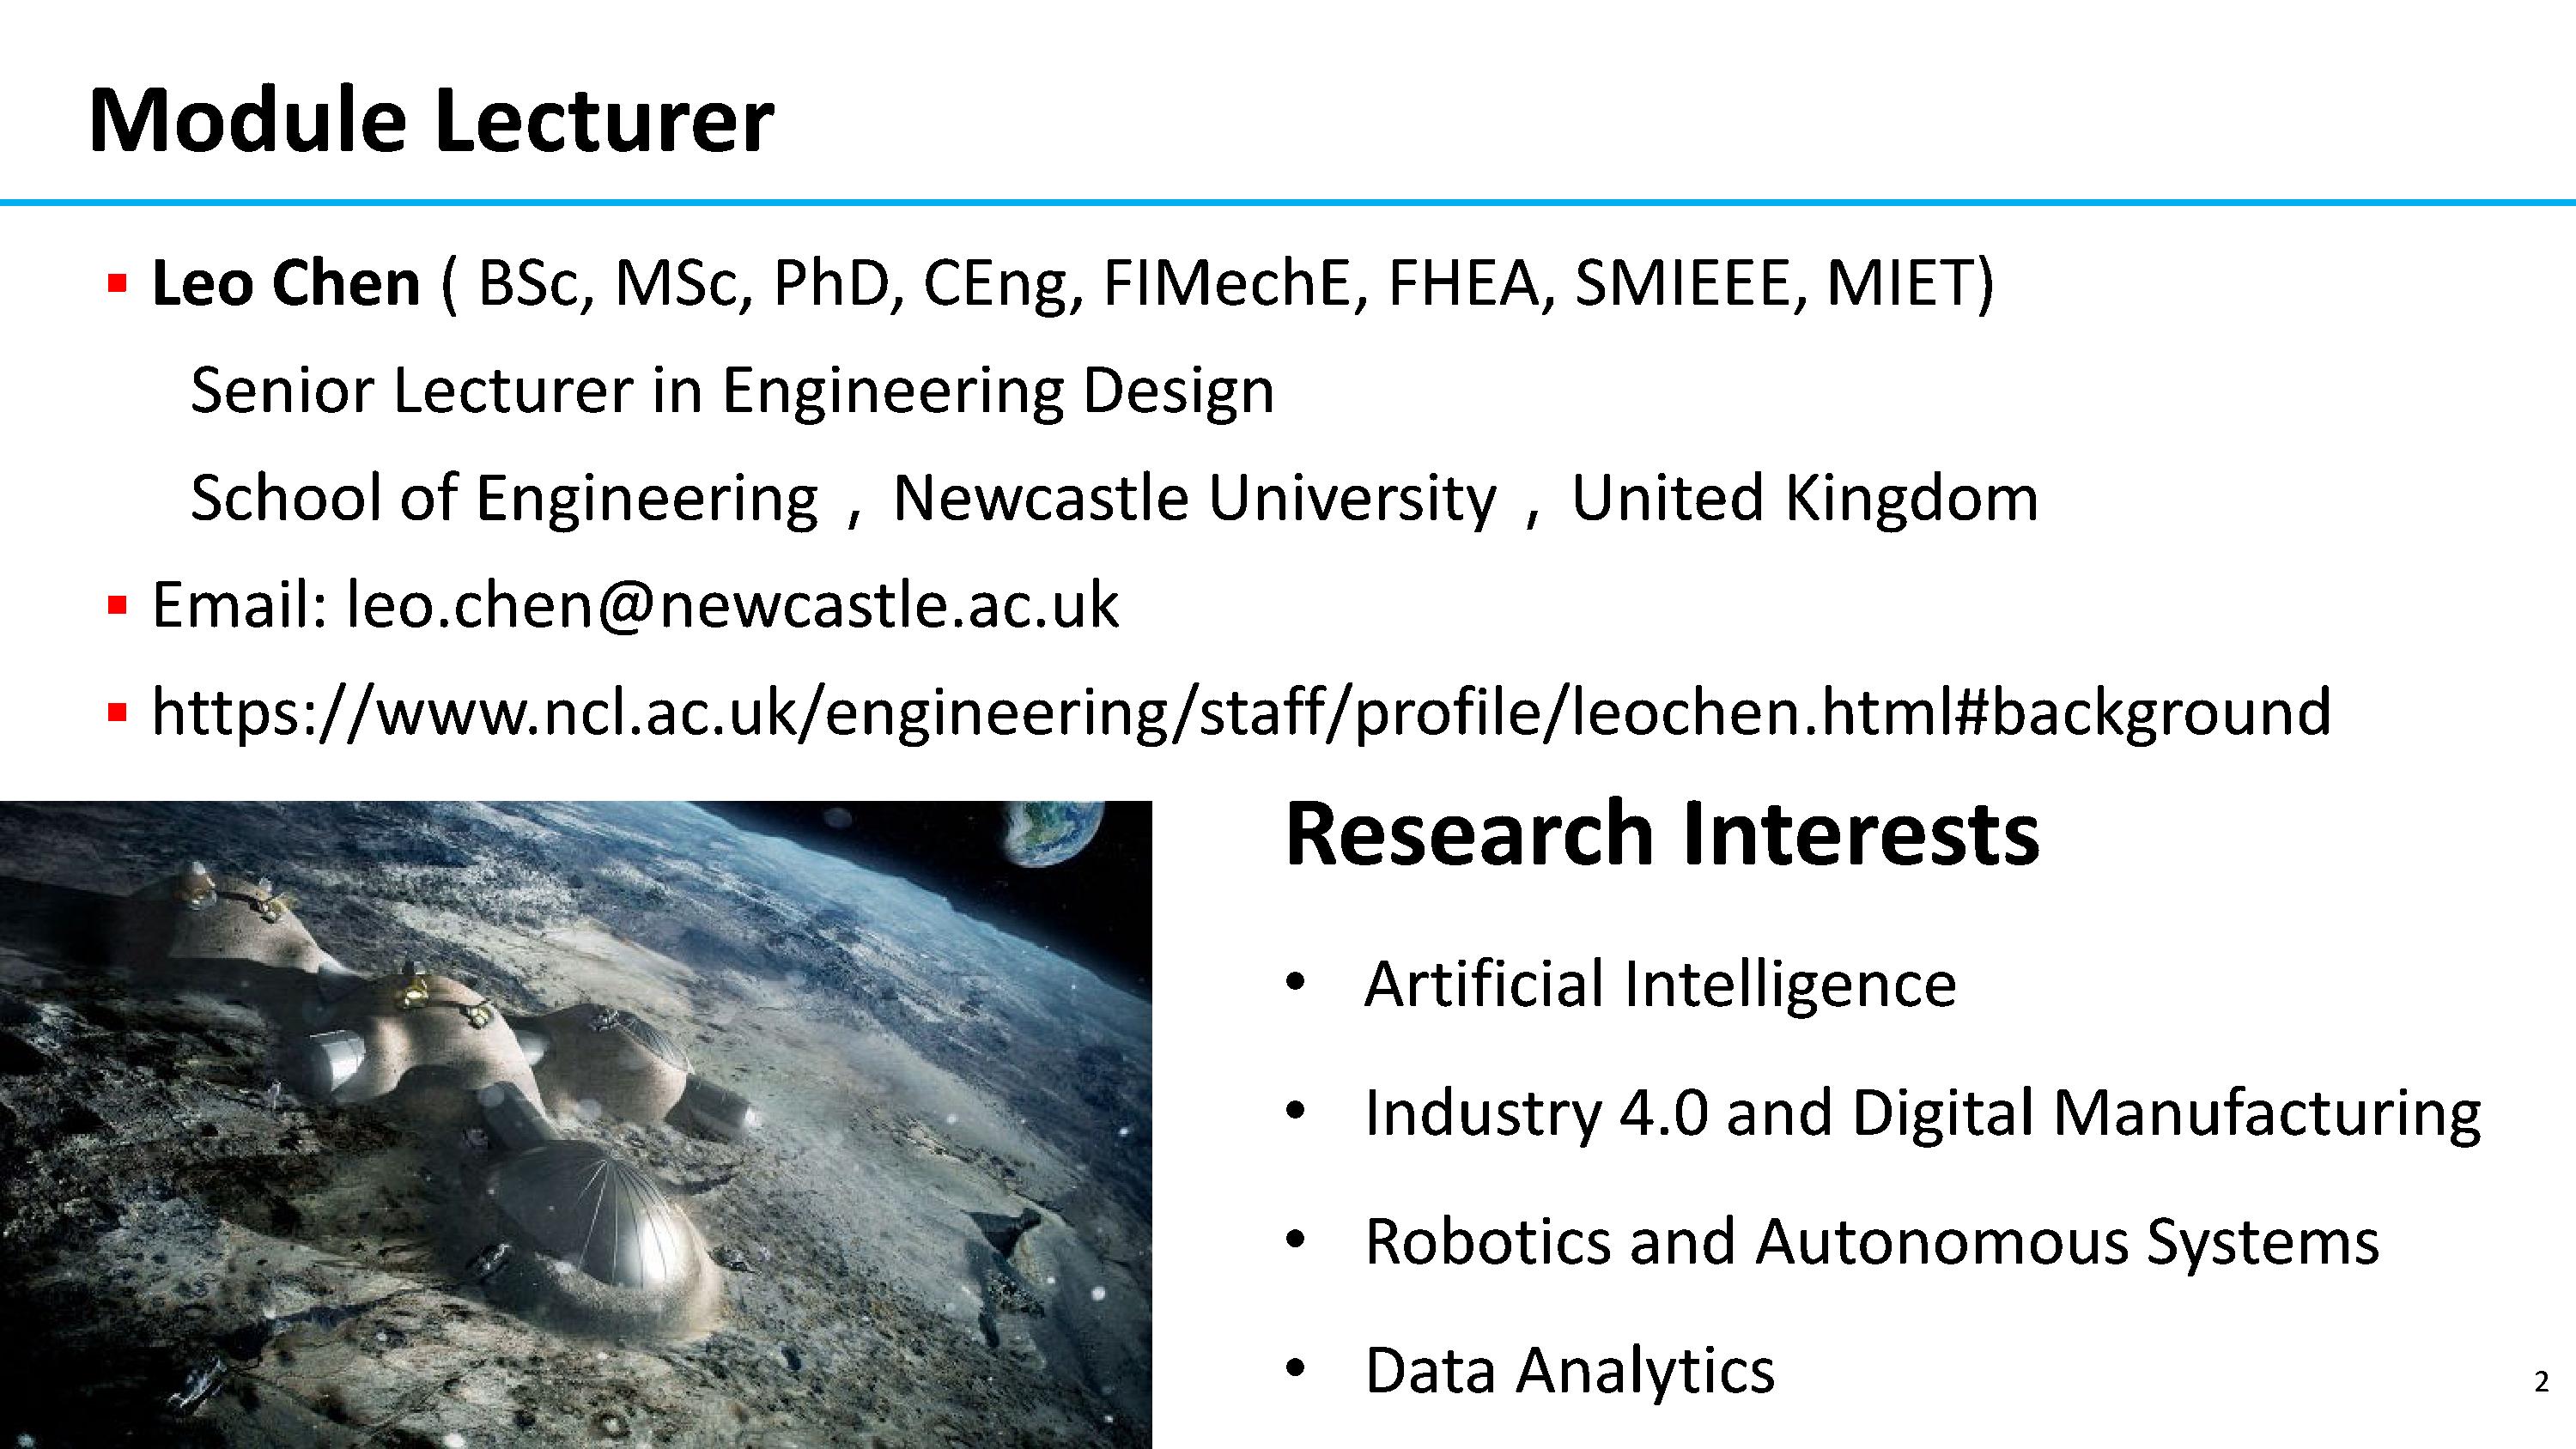 Module Lecturer
▪ Leo Chen ( BSc, MSc, PhD, CEng, FIMechE, FHEA, SMIEEE, MIET)
Senior Lecturer in Engineering Design
School of Engineering，Newcastle University，United Kingdom
▪ Email: leo.chen@newcastle.ac.uk
▪ https://www.ncl.ac.uk/engineering/staff/profile/leochen.html#background
Research Interests
• Artificial Intelligence
• Industry 4.0 and Digital Manufacturing
• Robotics and Autonomous Systems
• Data Analytics
2